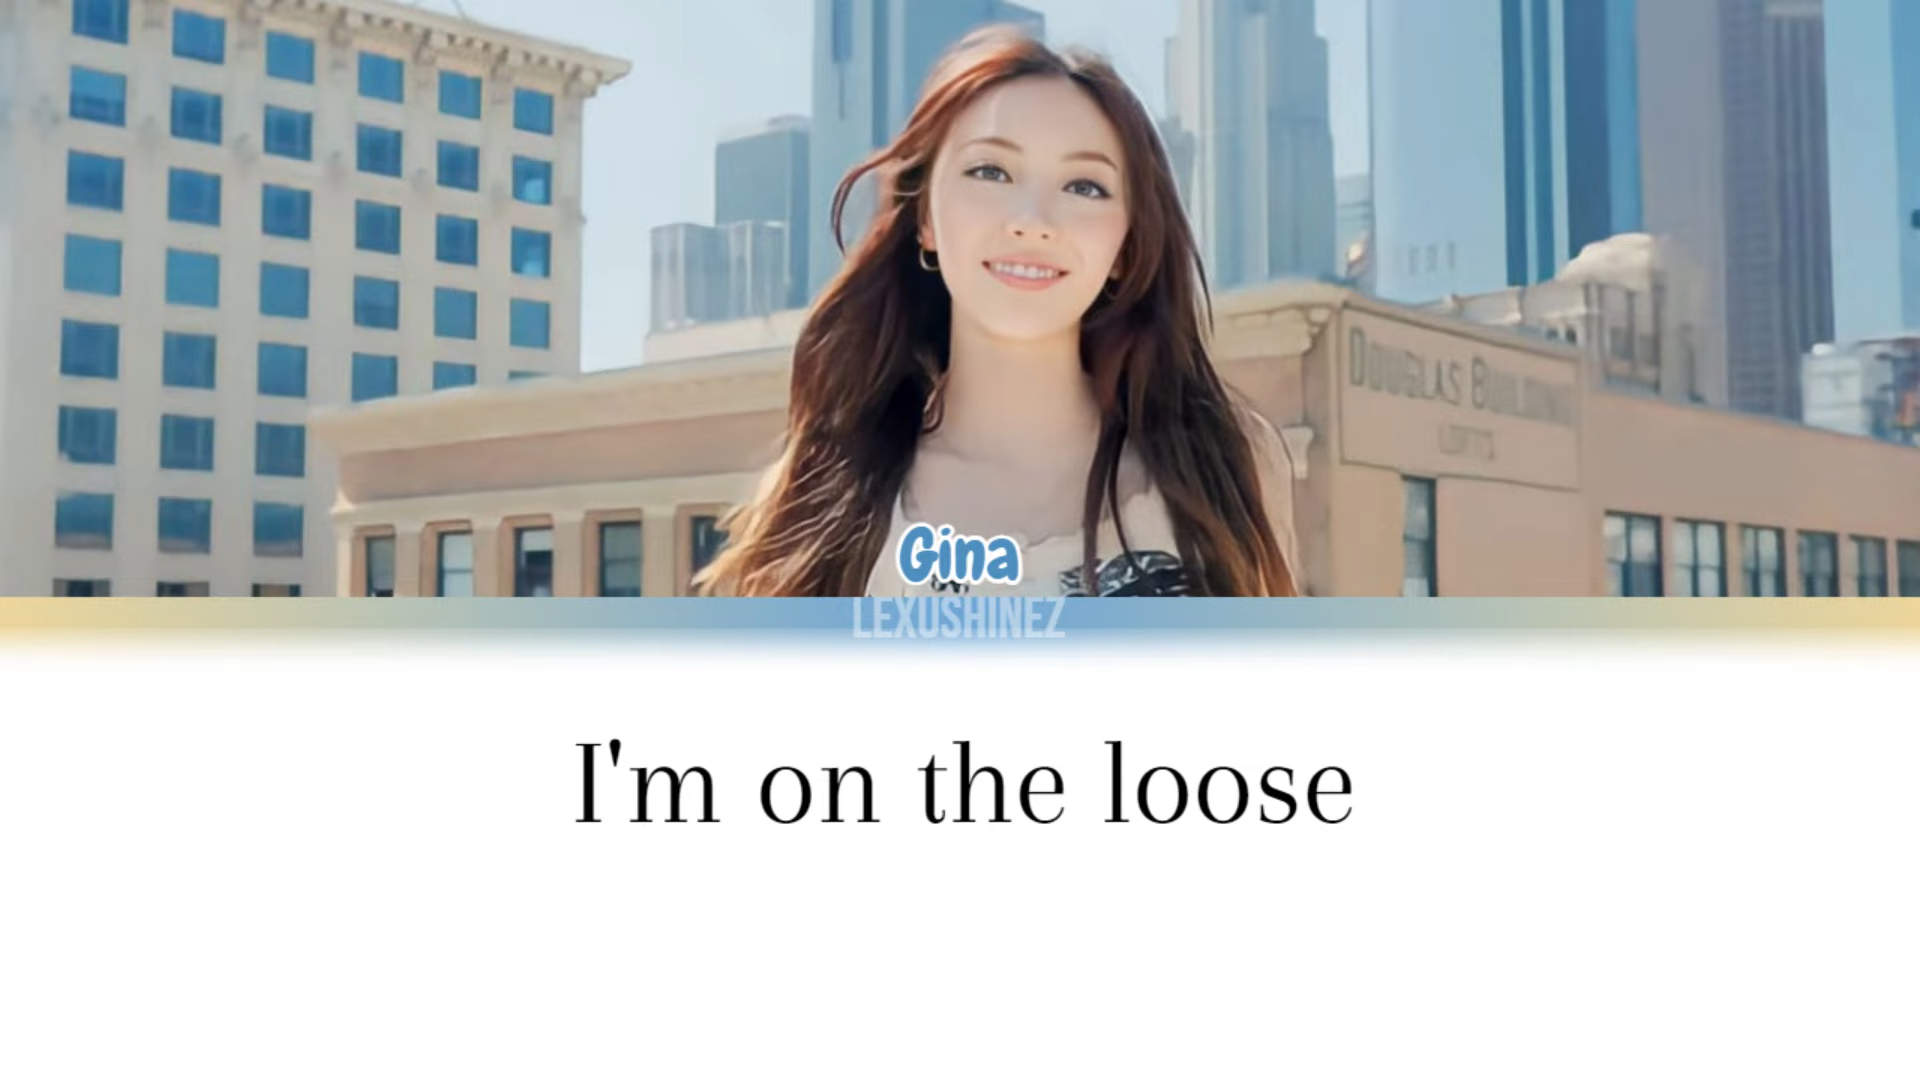 DOUGLAS BUILDING
LOFTS
Gina
LEXUSHINEZ
I'm on the loose